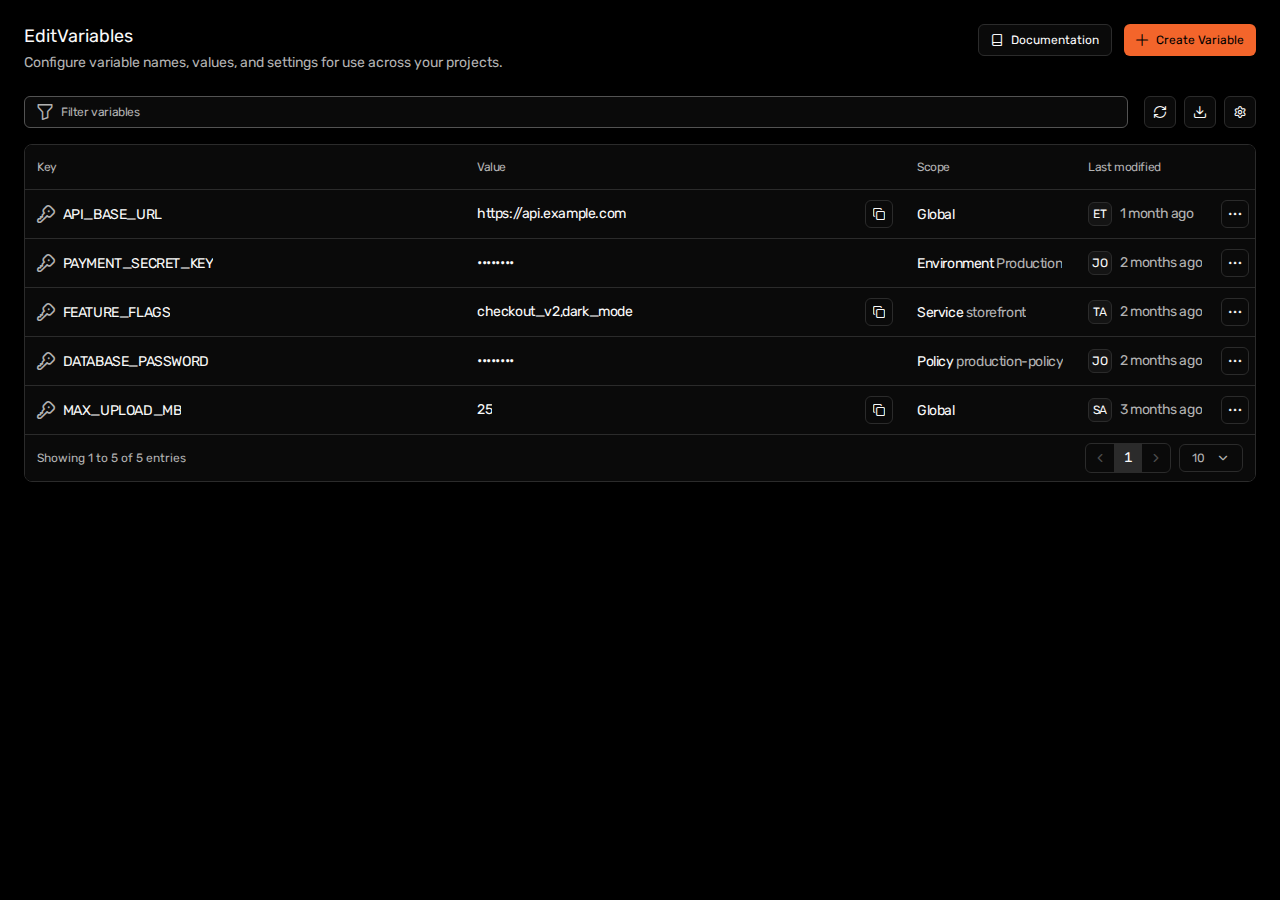 EditVariables
Configure variable names, values, and settings for use across your projects.
Documentation
Create Variable
Filter variables
Key Value Scope Last modified
API_BASE_URL https://api.example.com Global ET 1 month ago
PAYMENT_SECRET_KEY •••••••• Environment Production JO 2 months ago
FEATURE_FLAGS checkout_v2,dark_mode Service storefront TA 2 months ago
DATABASE_PASSWORD •••••••• Policy production-policy JO 2 months ago
MAX_UPLOAD_MB 25 Global SA 3 months ago
Showing 1 to 5 of 5 entries 1 10